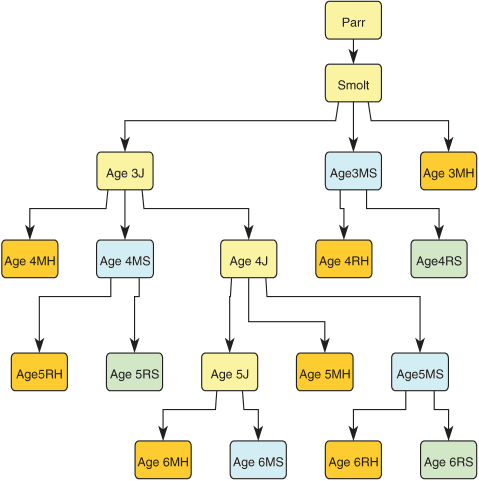 Parr
Smolt
Age 3J
Age3MS
Age 3MH
Age 4MH
Age 4MS
Age 4J
Age 4RH
Age4RS
Age5RH
Age 5RS
Age 5J
Age 5MH
Age5MS
Age 6MH
Age 6MS
Age 6RH
Age 6RS